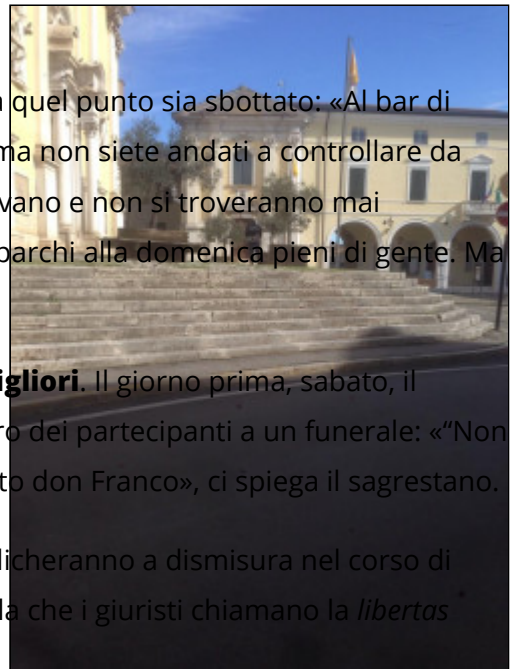 quel punto sia sbottato: «Al bar di
ma non siete andati a controllare da
vano e non si troveranno mai
parchi alla domenica pieni di gente. Ma
igliori. Il giorno prima, sabato, il
ro dei partecipanti a un funerale: «“Non
to don Franco», ci spiega il sagrestano.
licheranno a dismisura nel corso di
la che i giuristi chiamano la libertas